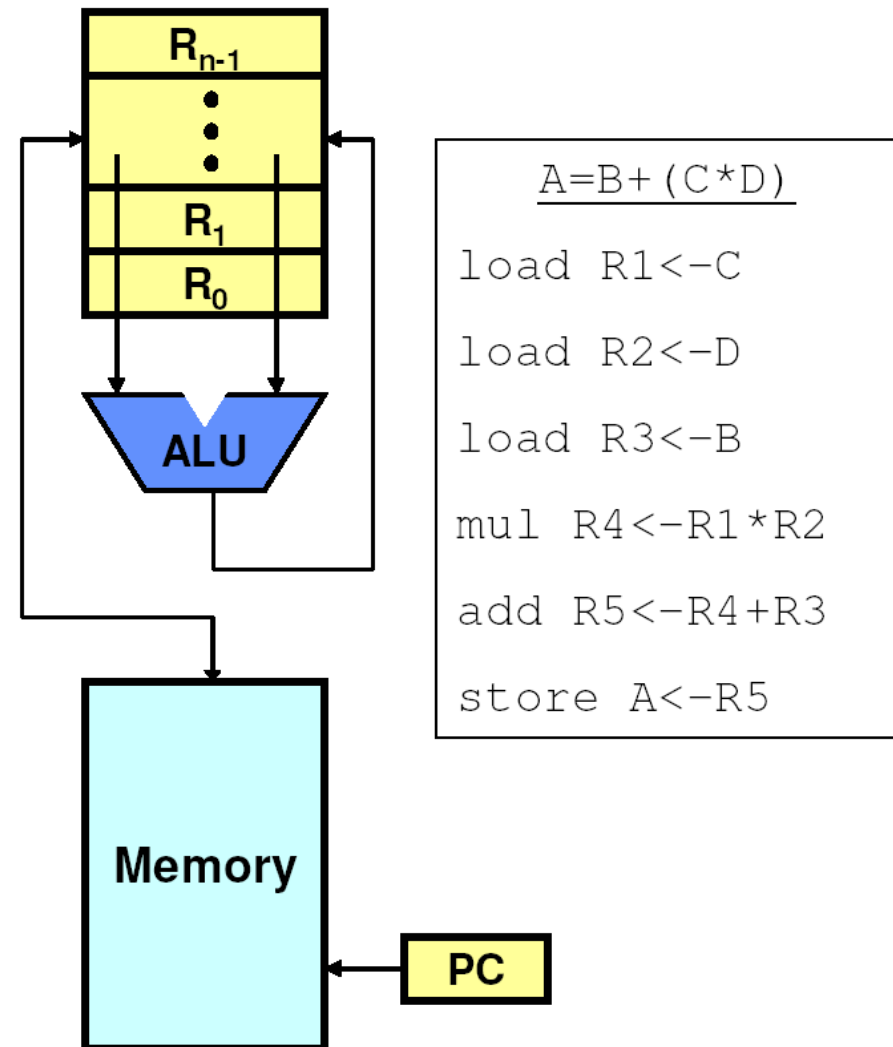 Rn-1
R1
R0
ALU
Memory
PC
A=B+(C*D)
load R1<-C
load R2<-D
load R3<-B
mul R4<-R1*R2
add R5<-R4+R3
store A<-R5